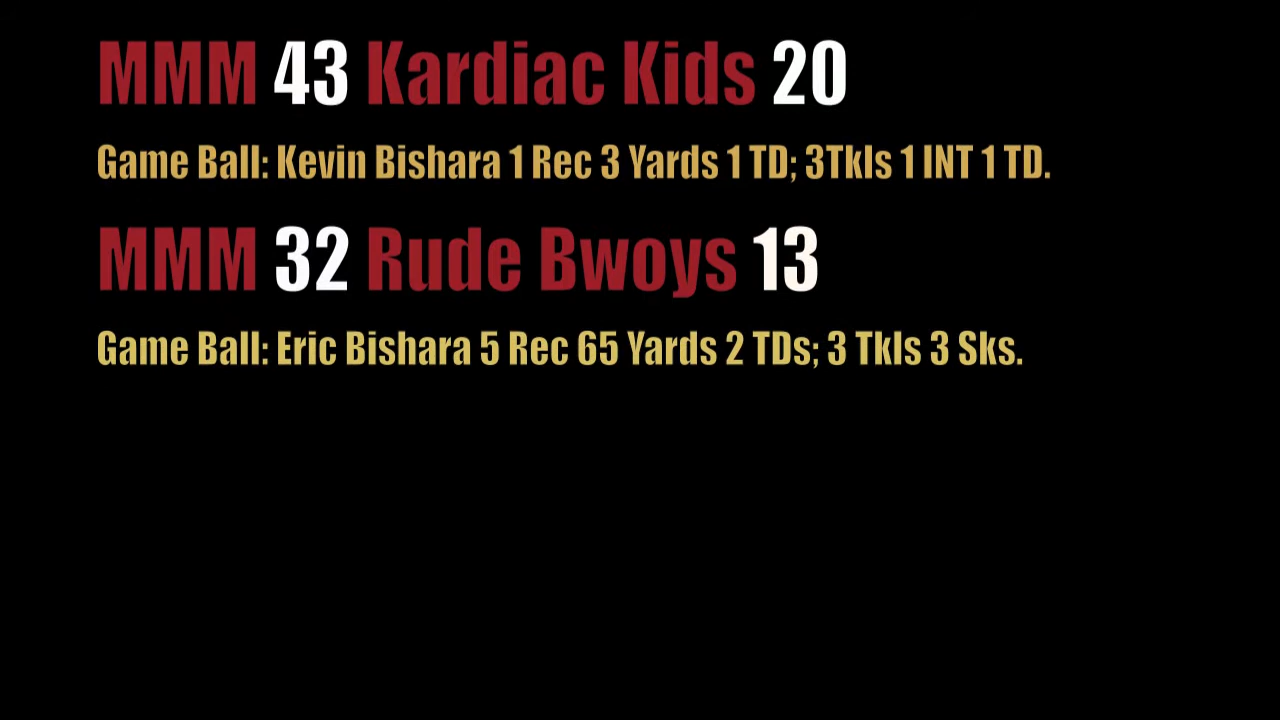 MMM 43 Kardiac Kids 20
Game Ball: Kevin Bishara 1 Rec 3 Yards 1 TD; 3Tkls 1 INT 1 TD.
MMM 32 Rude Bwoys 13
Game Ball: Eric Bishara 5 Rec 65 Yards 2 TDs; 3 Tkls 3 Sks.